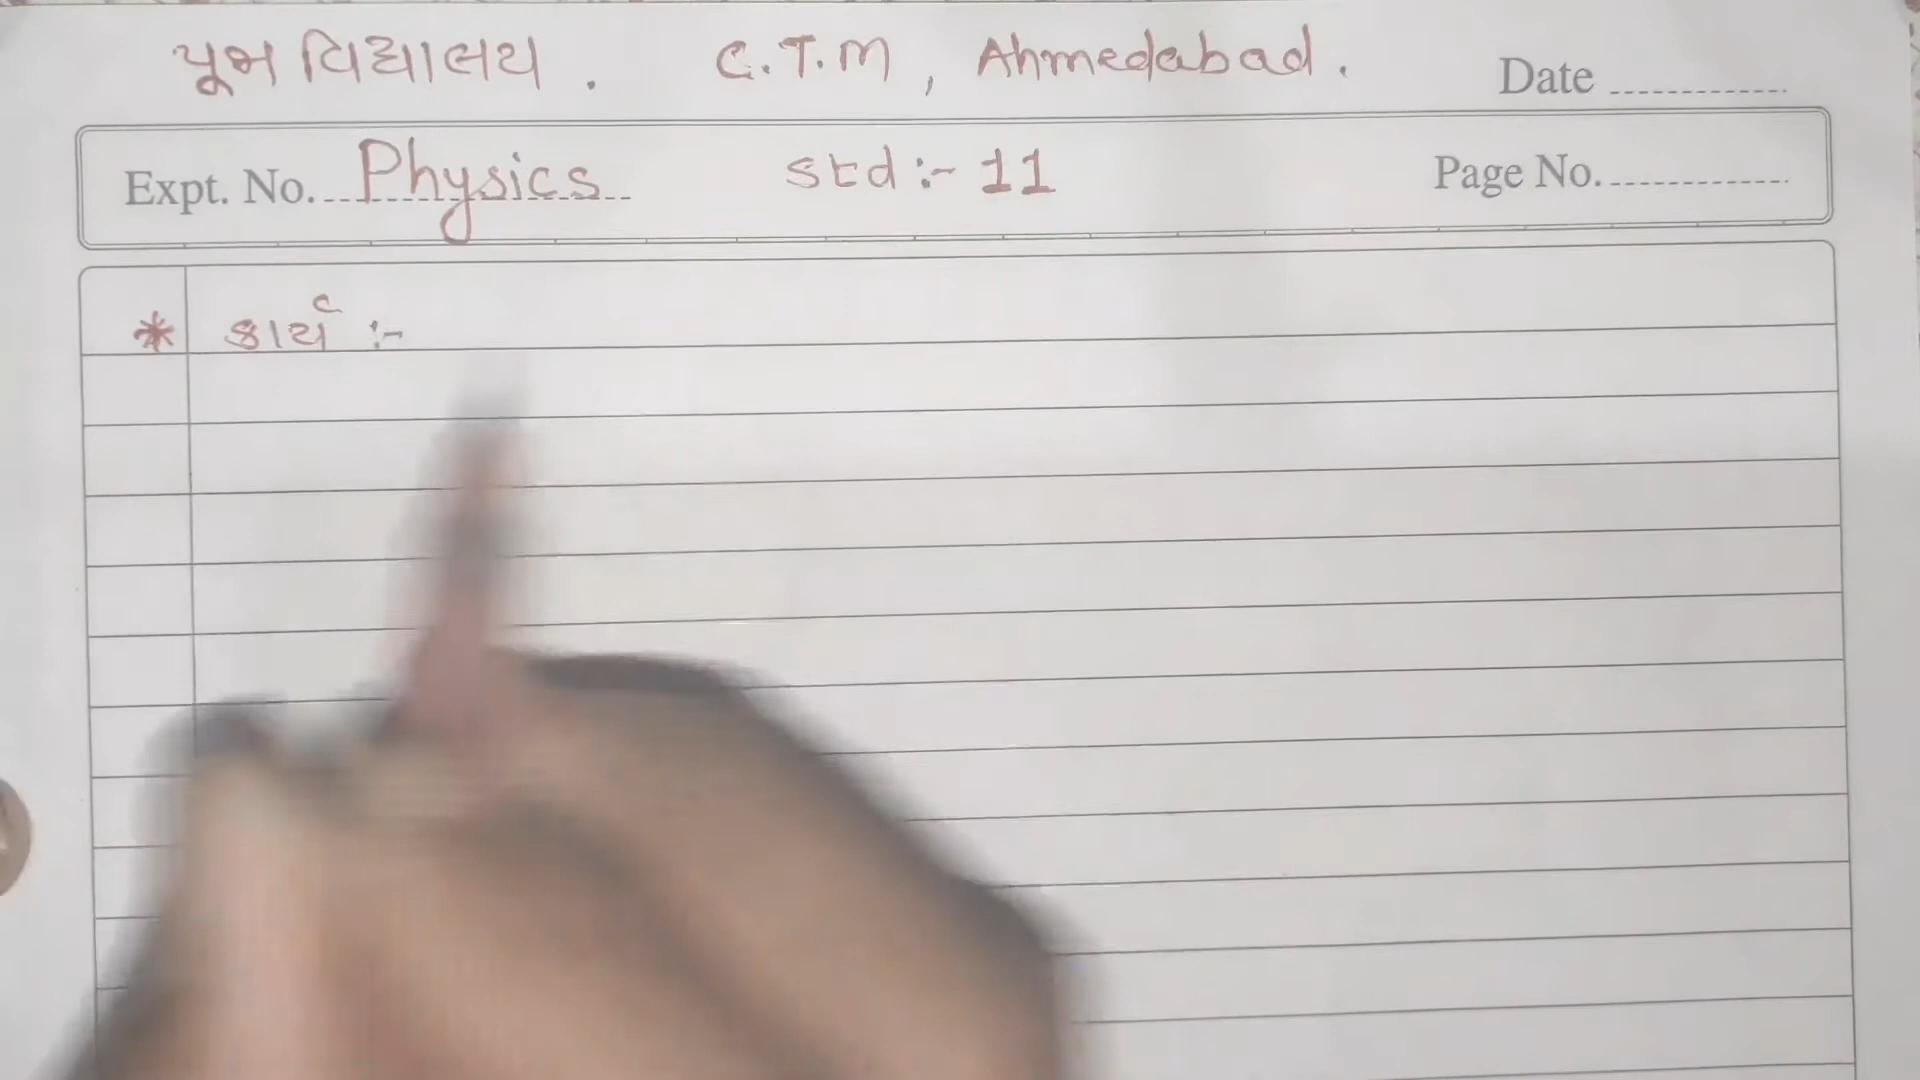 પૂજા વિદ્યાલય. C.T.M, Ahmedabad.
Date
Expt. No. Physics Std :- 11 Page No.
* કાર્ય :-